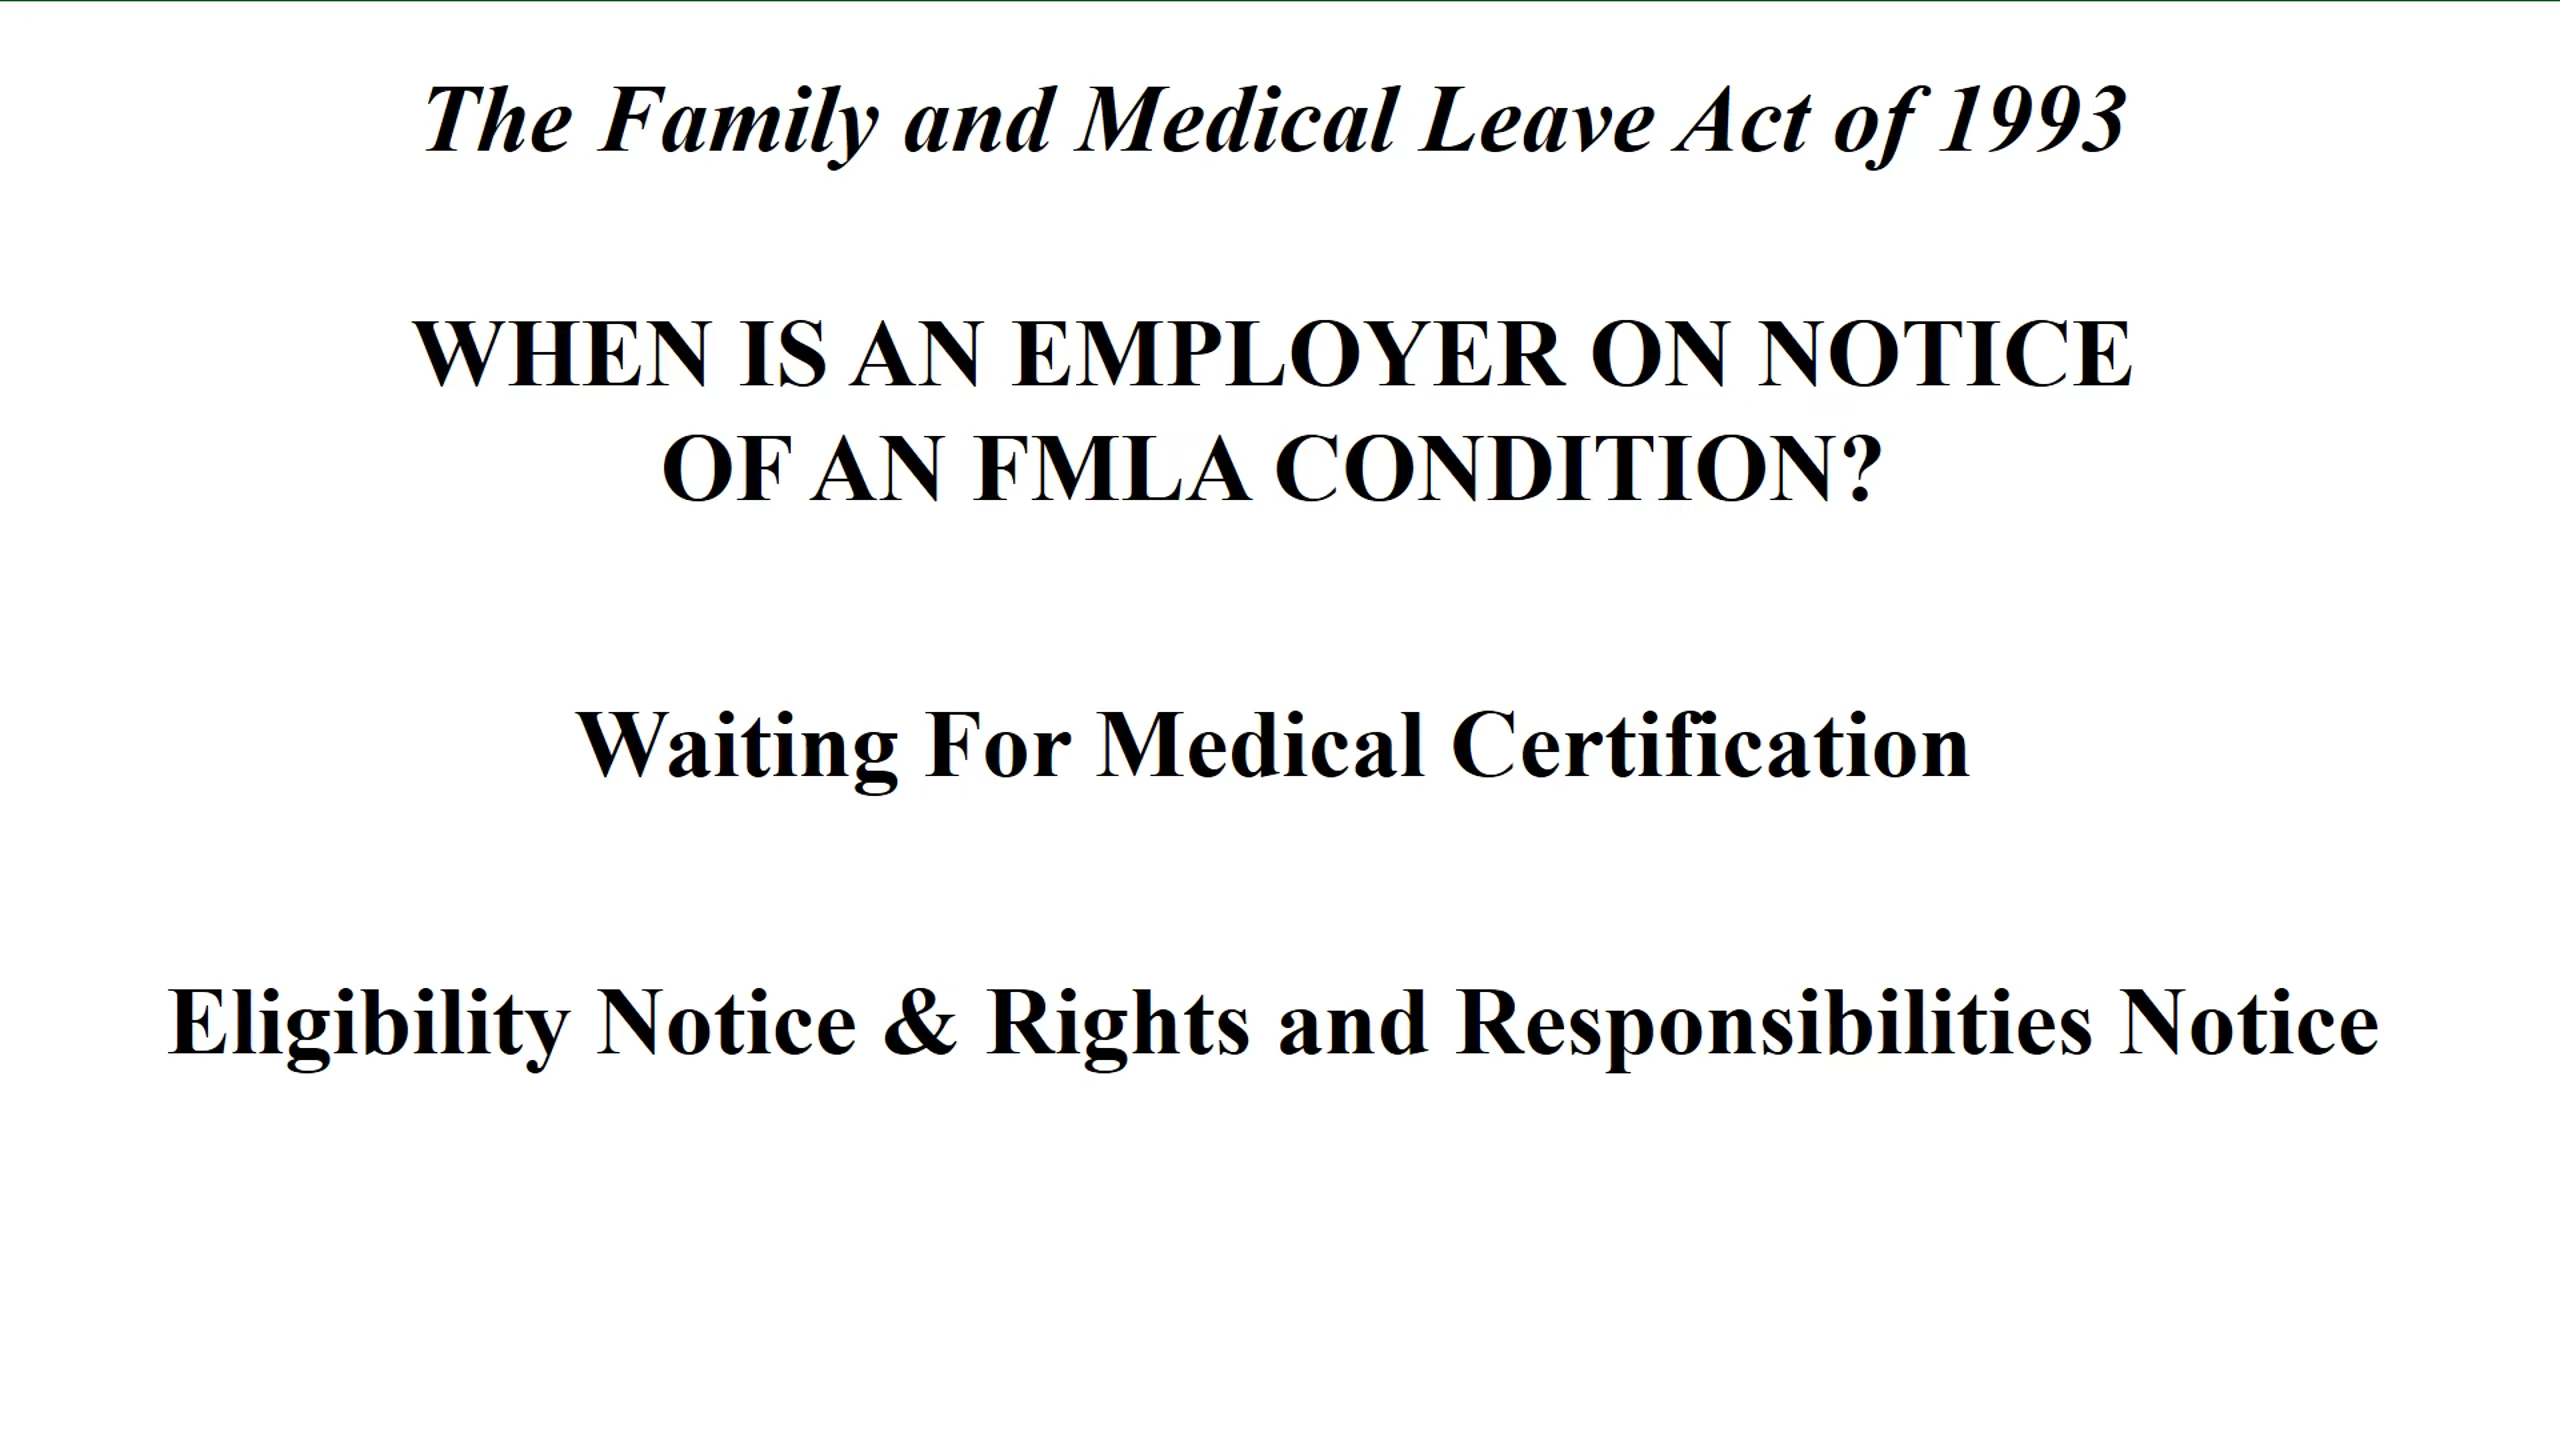 The Family and Medical Leave Act of 1993
WHEN IS AN EMPLOYER ON NOTICE
OF AN FMLA CONDITION?
Waiting For Medical Certification
Eligibility Notice & Rights and Responsibilities Notice